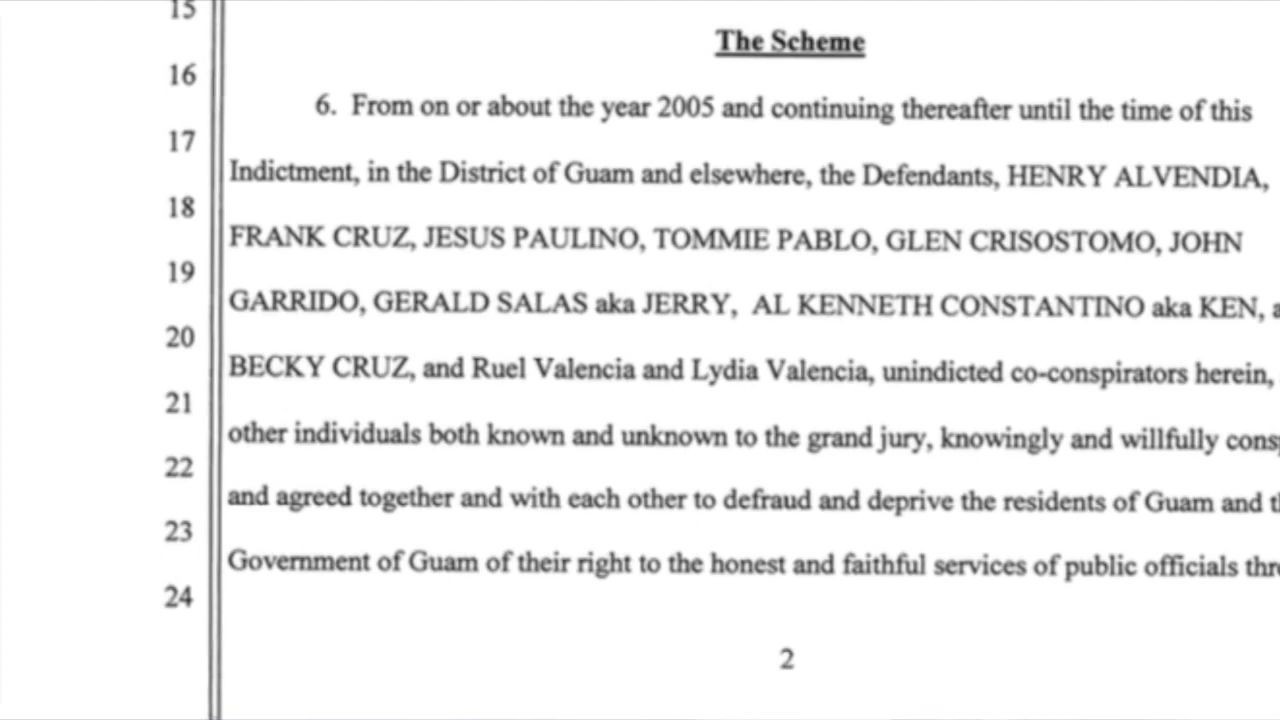 15
The Scheme
16
6. From on or about the year 2005 and continuing thereafter until the time of this
17
Indictment, in the District of Guam and elsewhere, the Defendants, HENRY ALVENDIA,
18
FRANK CRUZ, JESUS PAULINO, TOMMIE PABLO, GLEN CRISOSTOMO, JOHN
19
GARRIDO, GERALD SALAS aka JERRY, AL KENNETH CONSTANTINO aka KEN,
20
BECKY CRUZ, and Ruel Valencia and Lydia Valencia, unindicted co-conspirators herein,
21
other individuals both known and unknown to the grand jury, knowingly and willfully
22
and agreed together and with each other to defraud and deprive the residents of Guam and
23
Government of Guam of their right to the honest and faithful services of public officials
24
2